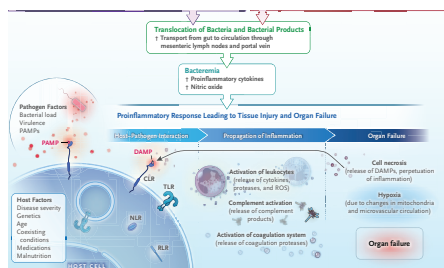 Translocation of Bacteria and Bacterial Products
↑ Transport from gut to circulation through
mesenteric lymph nodes and portal vein
Bacteremia
↑ Proinflammatory cytokines
↑ Nitric oxide
Proinflammatory Response Leading to Tissue Injury and Organ Failure
Host–Pathogen Interaction
Propagation of Inflammation
Organ Failure
Pathogen Factors
Bacterial load
Virulence
PAMPs
PAMP
DAMP
CLR
TLR
NLR
RLR
HOST CELL
Host Factors
Disease severity
Genetics
Age
Coexisting
conditions
Medications
Malnutrition
Activation of leukocytes
(release of cytokines,
proteases, and ROS)
Complement activation
(release of complement
products)
Activation of coagulation system
(release of coagulation proteases)
Cell necrosis
(release of DAMPs, perpetuation
of inflammation)
Hypoxia
(due to changes in mitochondria
and microvascular circulation)
Organ failure